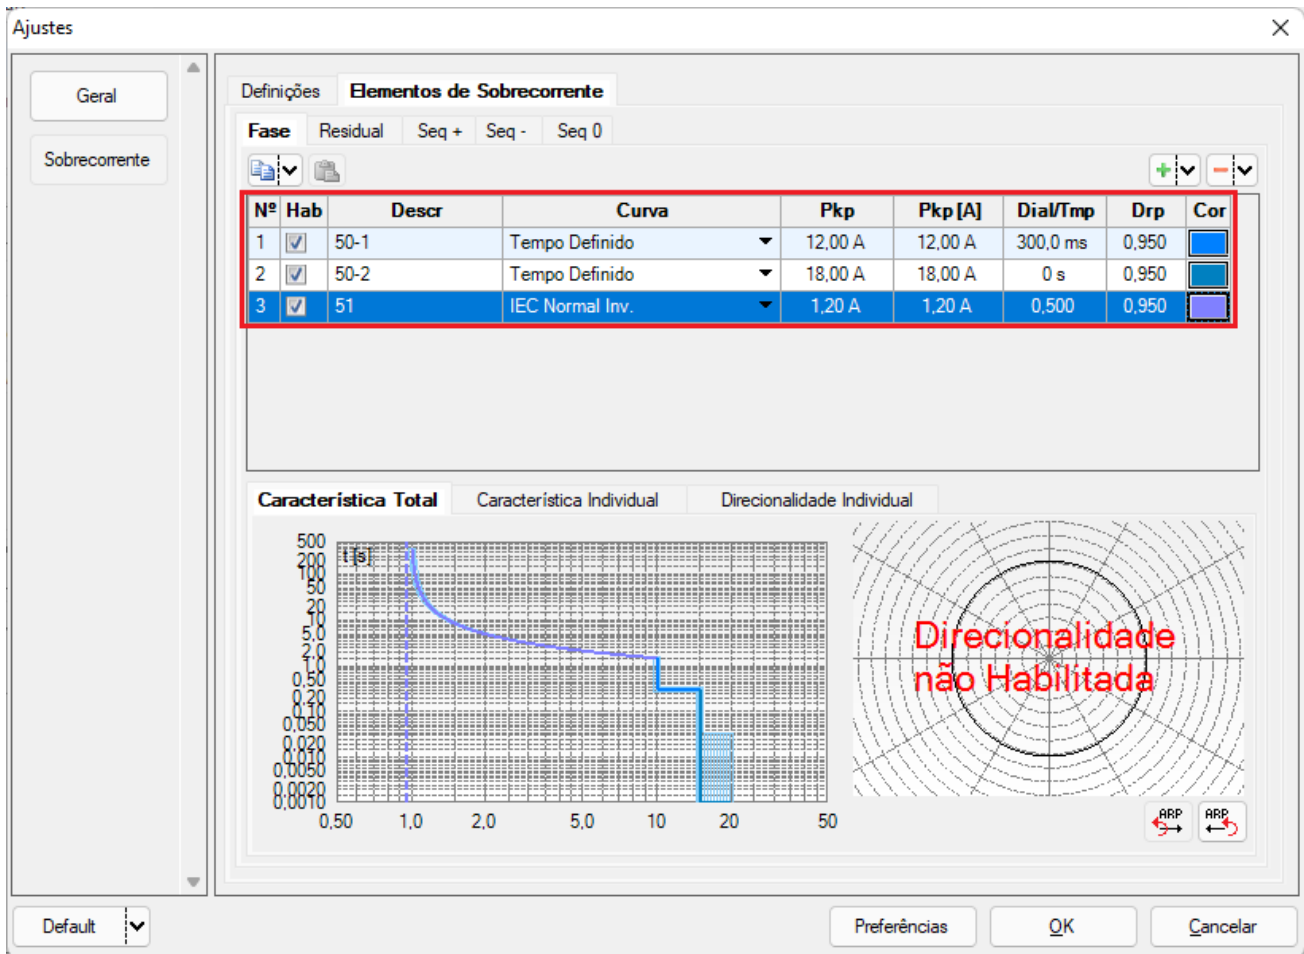 Ajustes
Geral
Sobrecorrente
Definições Elementos de Sobrecorrente
Fase Residual Seq + Seq - Seq 0
Nº Hab Descr Curva Pkp Pkp [A] Dial/Tmp Drp Cor
1 50-1 Tempo Definido 12,00 A 12,00 A 300,0 ms 0,950
2 50-2 Tempo Definido 18,00 A 18,00 A 0 s 0,950
3 51 IEC Normal Inv. 1,20 A 1,20 A 0,500 0,950
Característica Total Característica Individual Direcionalidade Individual
t [s]
500
200
100
50
20
10
5,0
2,0
1,0
0,50
0,20
0,10
0,050
0,020
0,010
0,0050
0,0020
0,0010
0,50 1,0 2,0 5,0 10 20 50
Direcionalidade
não Habilitada
ARP ARP
Default Preferências OK Cancelar